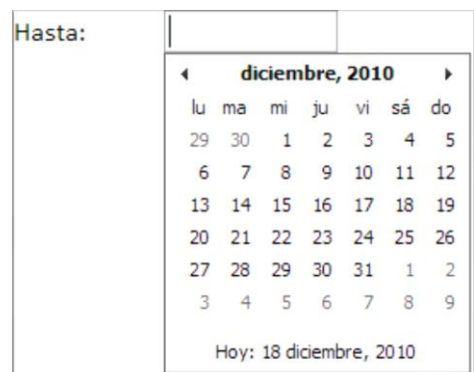 Hasta:
diciembre, 2010
lu ma mi ju vi sá do
29 30 1 2 3 4 5
6 7 8 9 10 11 12
13 14 15 16 17 18 19
20 21 22 23 24 25 26
27 28 29 30 31 1 2
3 4 5 6 7 8 9
Hoy: 18 diciembre, 2010